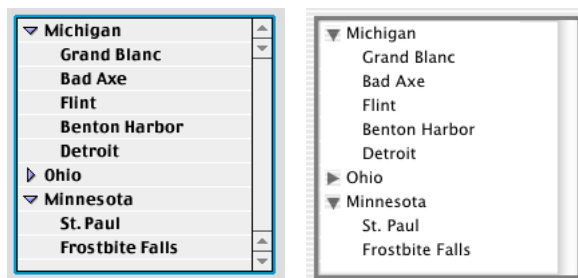 Michigan
Grand Blanc
Bad Axe
Flint
Benton Harbor
Detroit
Ohio
Minnesota
St. Paul
Frostbite Falls
Michigan
Grand Blanc
Bad Axe
Flint
Benton Harbor
Detroit
Ohio
Minnesota
St. Paul
Frostbite Falls